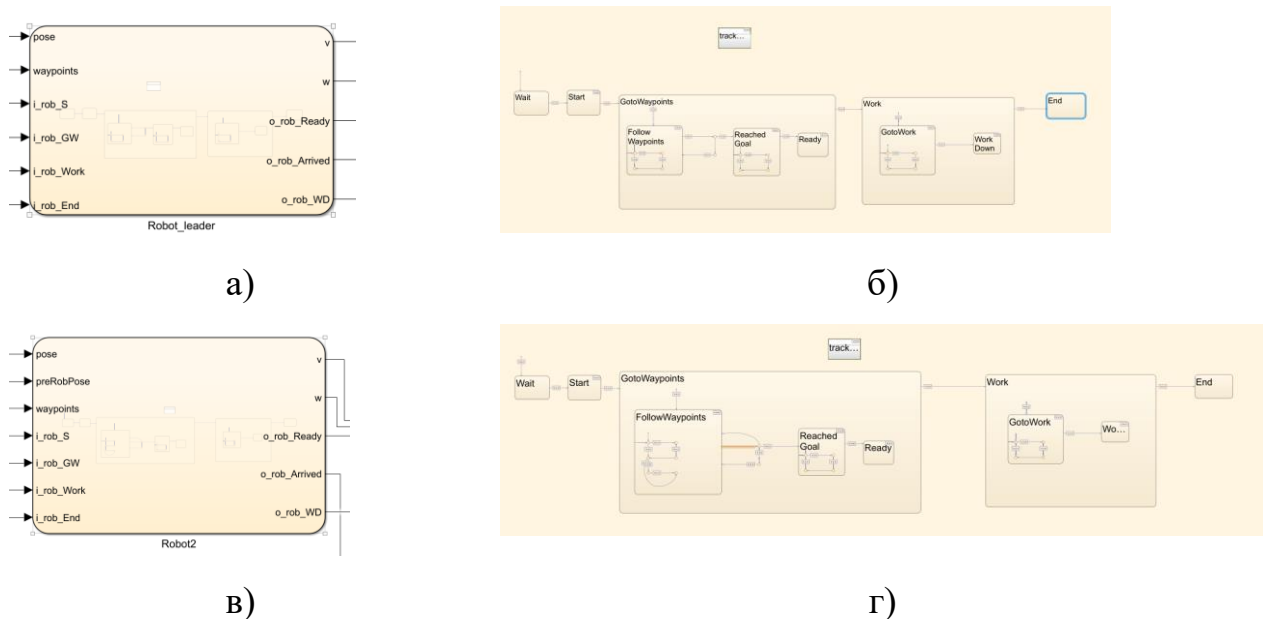 pose
waypoints
i_rob_S
i_rob_GW
i_rob_Work
i_rob_End
v
w
o_rob_Ready
o_rob_Arrived
o_rob_WD
Robot_leader
а)
track...
Wait
Start
GotoWaypoints
Follow
Waypoints
Reached
Goal
Ready
Work
GotoWork
Work
Down
End
б)
pose
preRobPose
waypoints
i_rob_S
i_rob_GW
i_rob_Work
i_rob_End
v
w
o_rob_Ready
o_rob_Arrived
o_rob_WD
Robot2
в)
track...
Wait
Start
GotoWaypoints
FollowWaypoints
Reached
Goal
Ready
Work
GotoWork
Wo...
End
г)